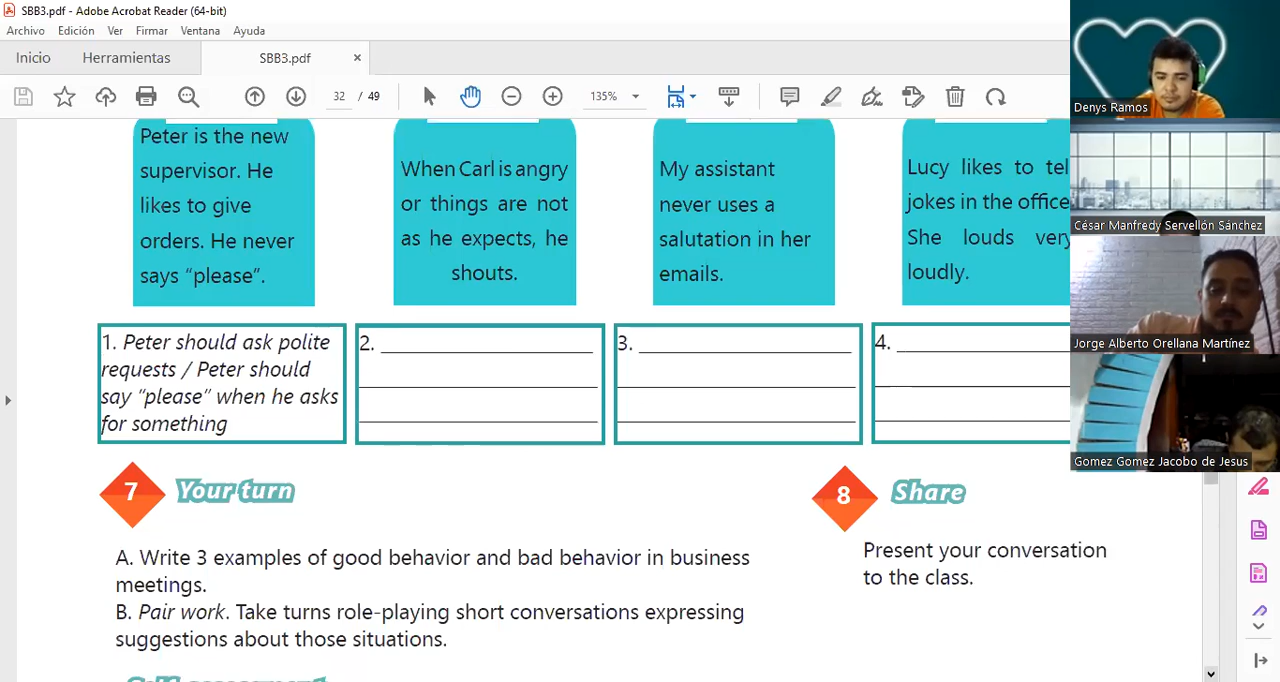 SBB3.pdf - Adobe Acrobat Reader (64-bit)
Archivo Edición Ver Firmar Ventana Ayuda
Inicio Herramientas SBB3.pdf ×
32 / 49 135%
Peter is the new
supervisor. He
likes to give
orders. He never
says “please”.
When Carl is angry
or things are not
as he expects, he
shouts.
My assistant
never uses a
salutation in her
emails.
Lucy likes to tel
jokes in the office
She louds very
loudly.
1. Peter should ask polite
requests / Peter should
say “please” when he asks
for something
2.
3.
4.
7 Your turn
A. Write 3 examples of good behavior and bad behavior in business
meetings.
B. Pair work. Take turns role-playing short conversations expressing
suggestions about those situations.
8 Share
Present your conversation
to the class.
Denys Ramos
César Manfredy Servellón Sánchez
Jorge Alberto Orellana Martínez
Gomez Gomez Jacobo de Jesus